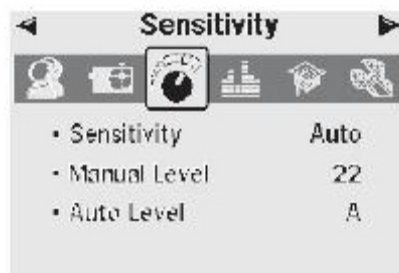 Sensitivity
• Sensitivity Auto
• Manual Level 22
• Auto Level A